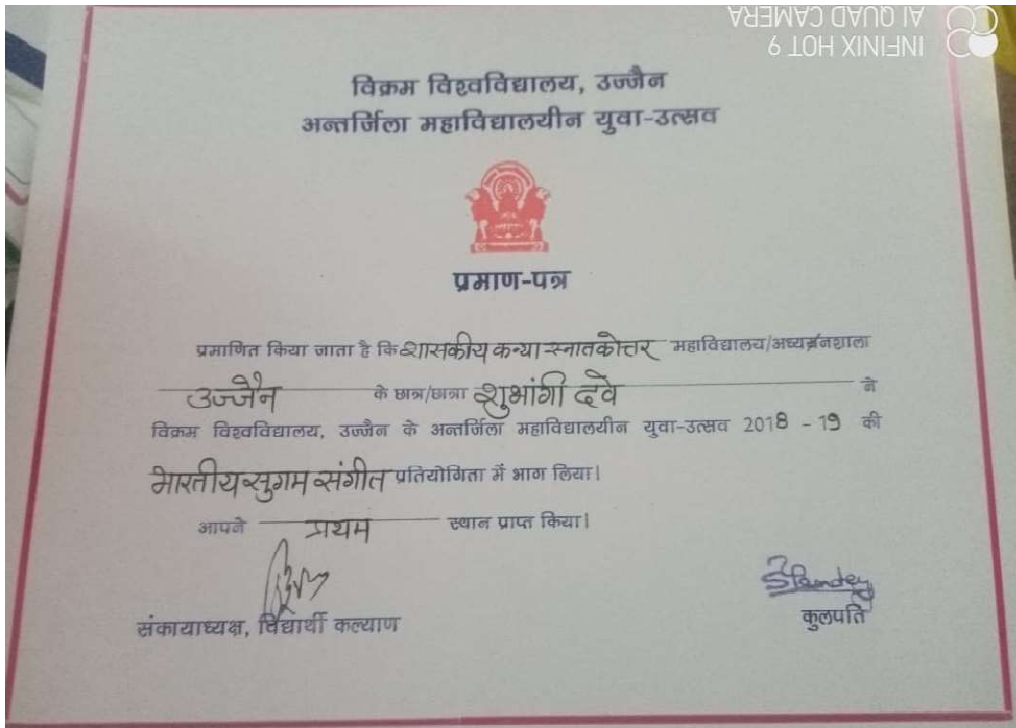 INFINIX HOT 9
AI QUAD CAMERA
विक्रम विश्वविद्यालय, उज्जैन
अन्तर्जिला महाविद्यालयीन युवा-उत्सव
प्रमाण-पत्र
प्रमाणित किया जाता है कि शासकीय कन्या स्नातकोत्तर महाविद्यालय/अध्ययनशाला
उज्जैन के छात्र/छात्रा शुभांगी दवे ने
विक्रम विश्वविद्यालय, उज्जैन के अन्तर्जिला महाविद्यालयीन युवा-उत्सव 2018 - 19 की
भारतीय सुगम संगीत प्रतियोगिता में भाग लिया।
आपने प्रथम स्थान प्राप्त किया।
SPandey
संकायाध्यक्ष, विद्यार्थी कल्याण
कुलपति